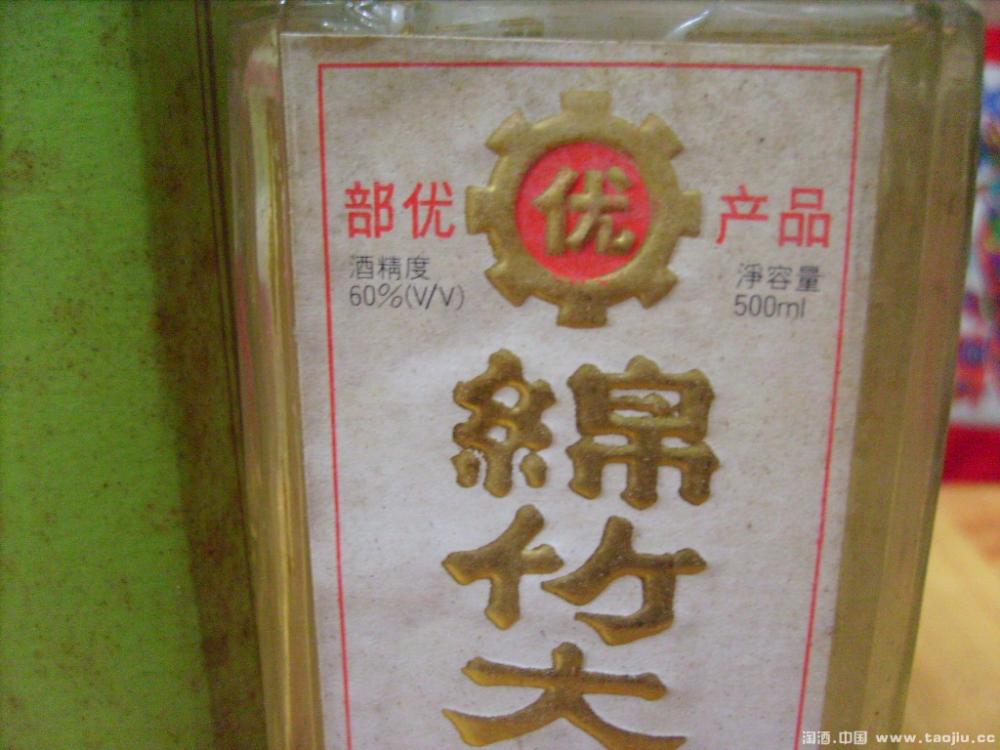 部优 优 产品
酒精度
60%(V/V)
淨容量
500ml
綿竹大
淘酒.中国 www.taojiu.cc